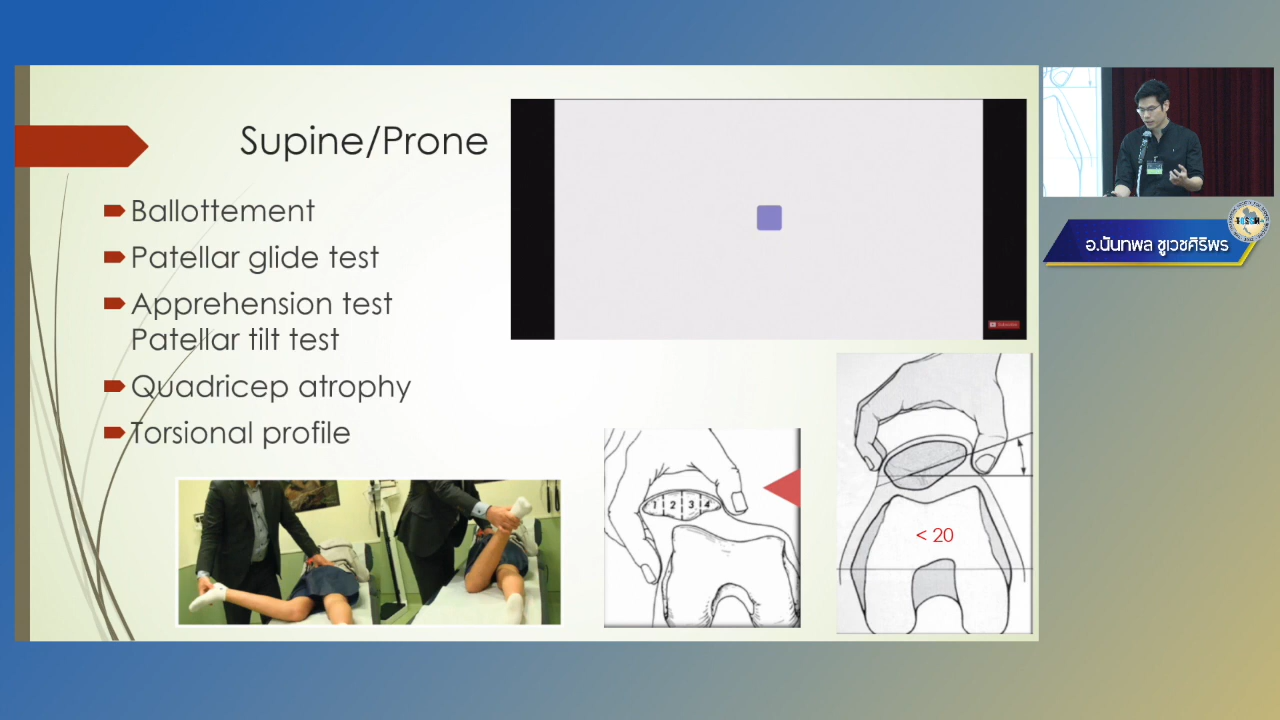 Supine/Prone
Ballottement
Patellar glide test
Apprehension test
Patellar tilt test
Quadricep atrophy
Torsional profile
1 2 3 4
< 20
อ.นันทพล ชูเวชศิริพร